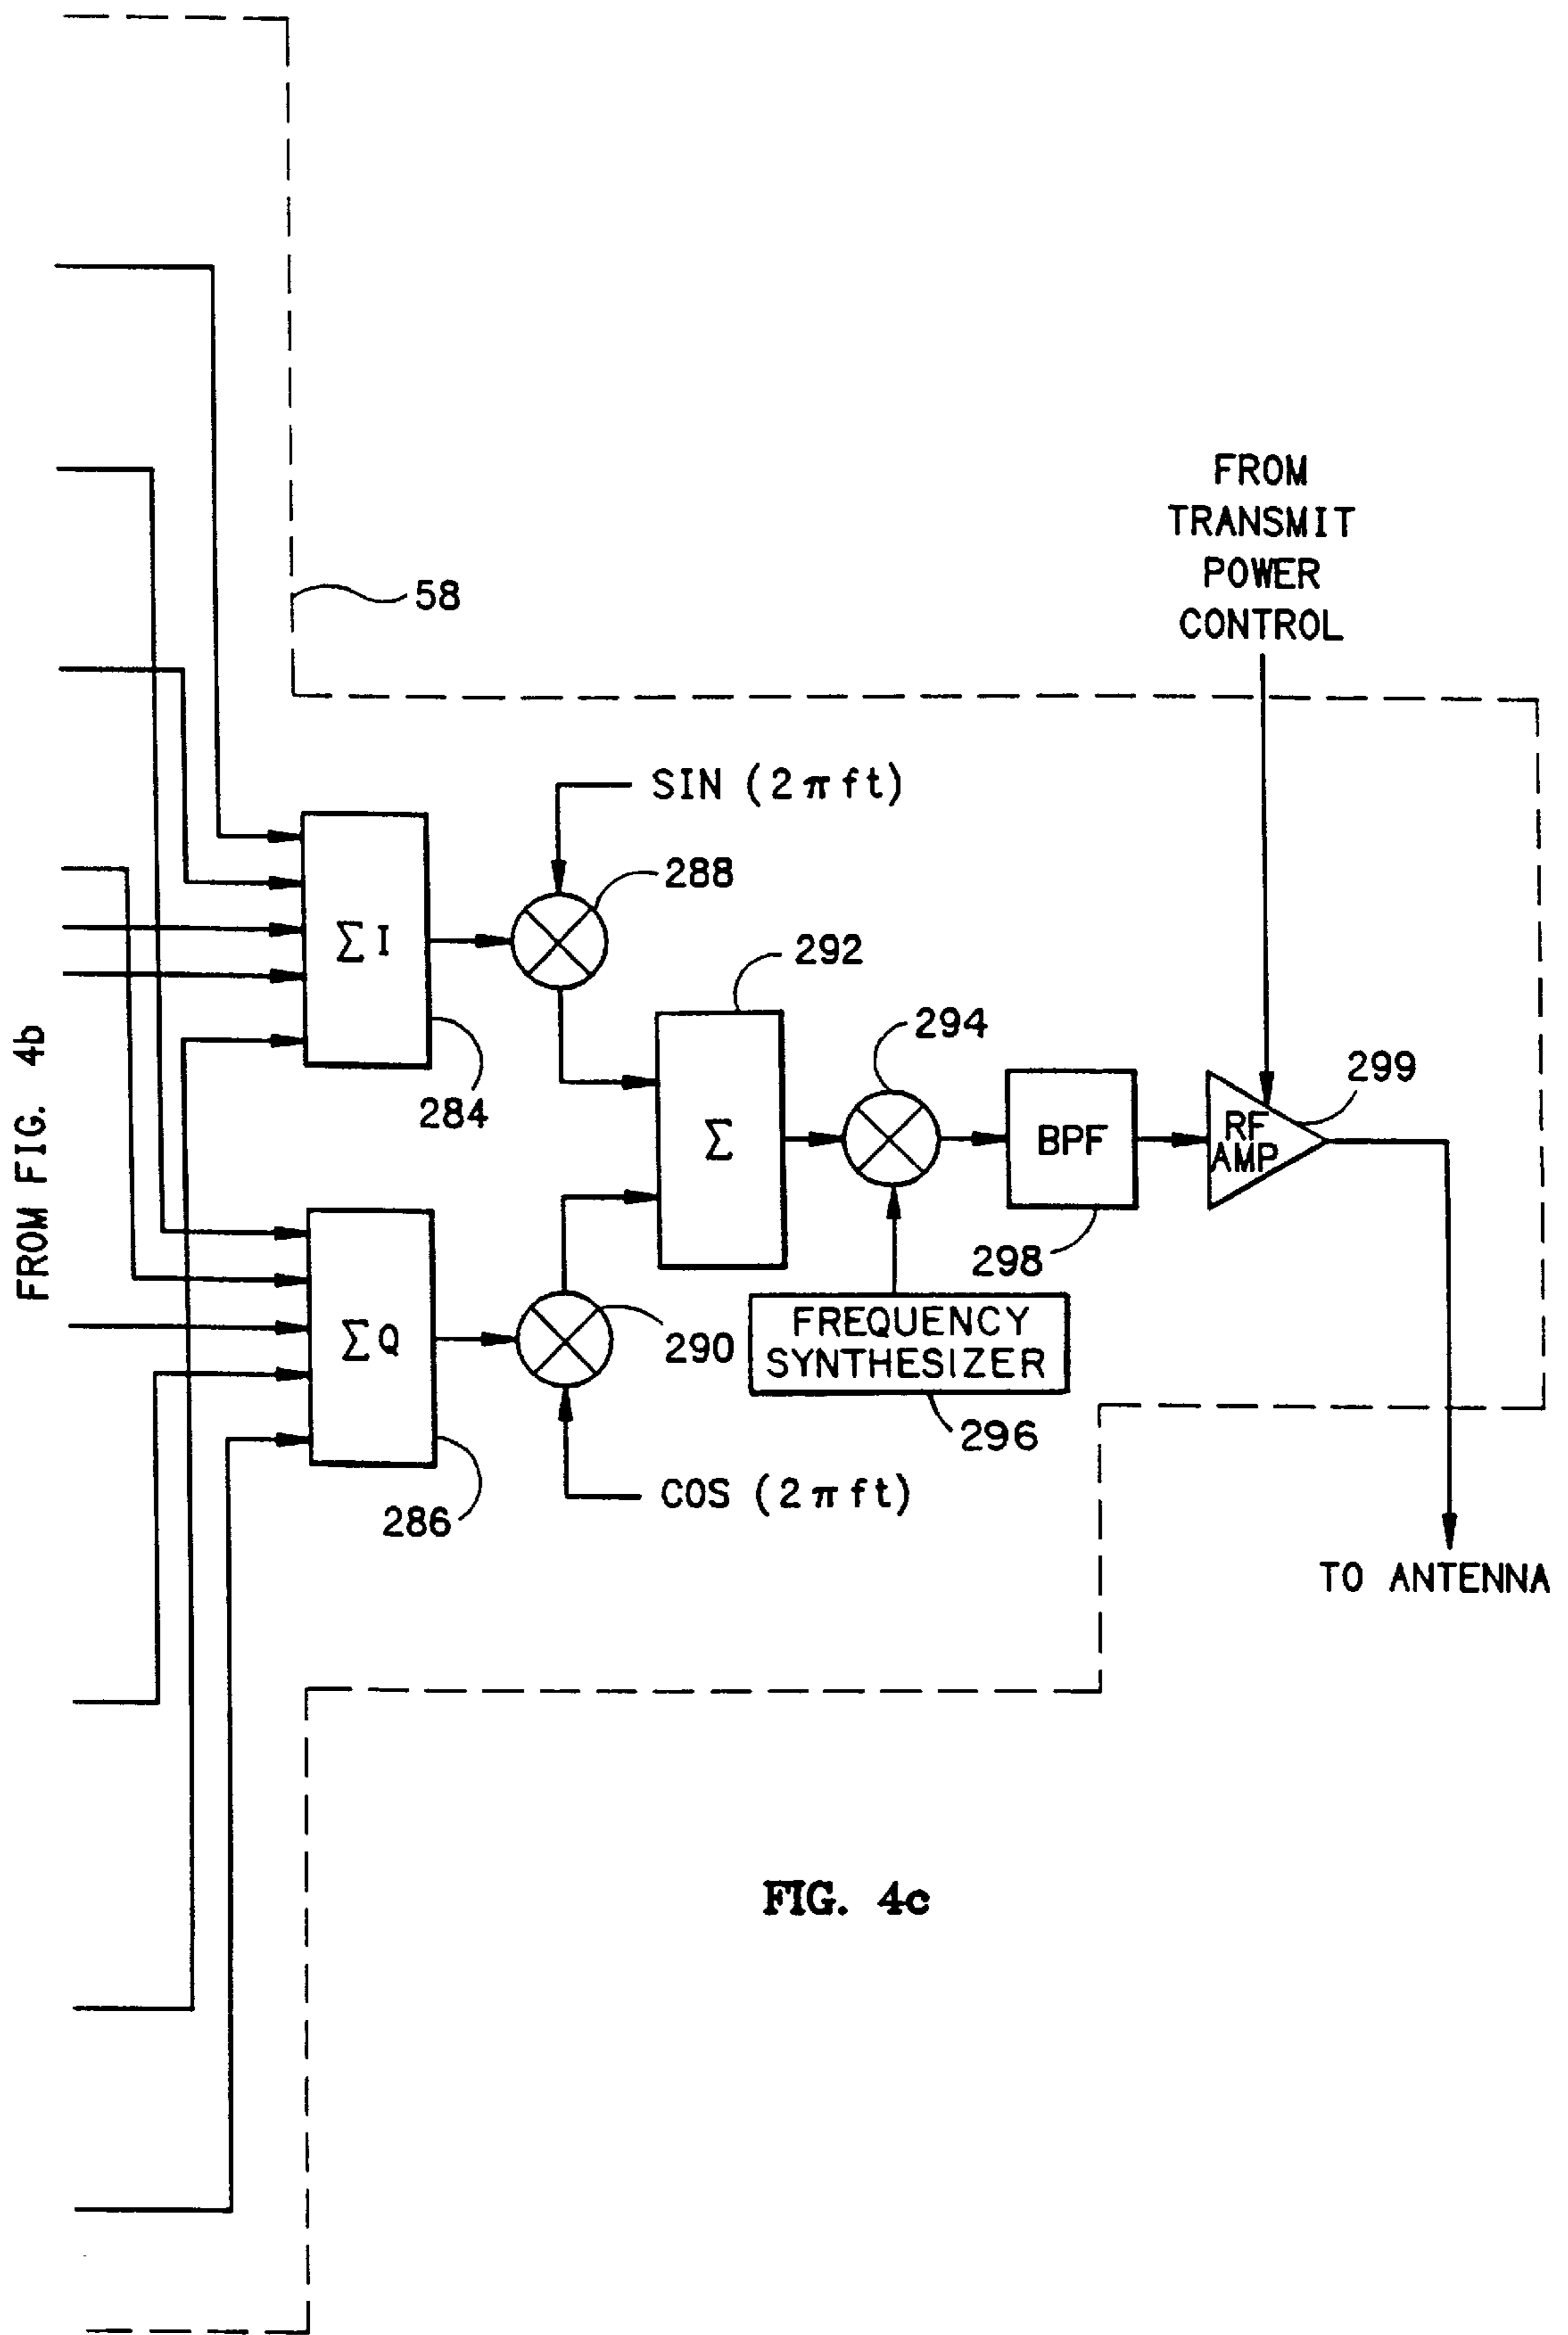 FROM
TRANSMIT
POWER
CONTROL
58
SIN (2πft)
288
ΣI
292
294
299
284
Σ
BPF
RF
AMP
FROM FIG. 4b
298
ΣQ
290
FREQUENCY
SYNTHESIZER
296
COS (2πft)
286
TO ANTENNA
FIG. 4c